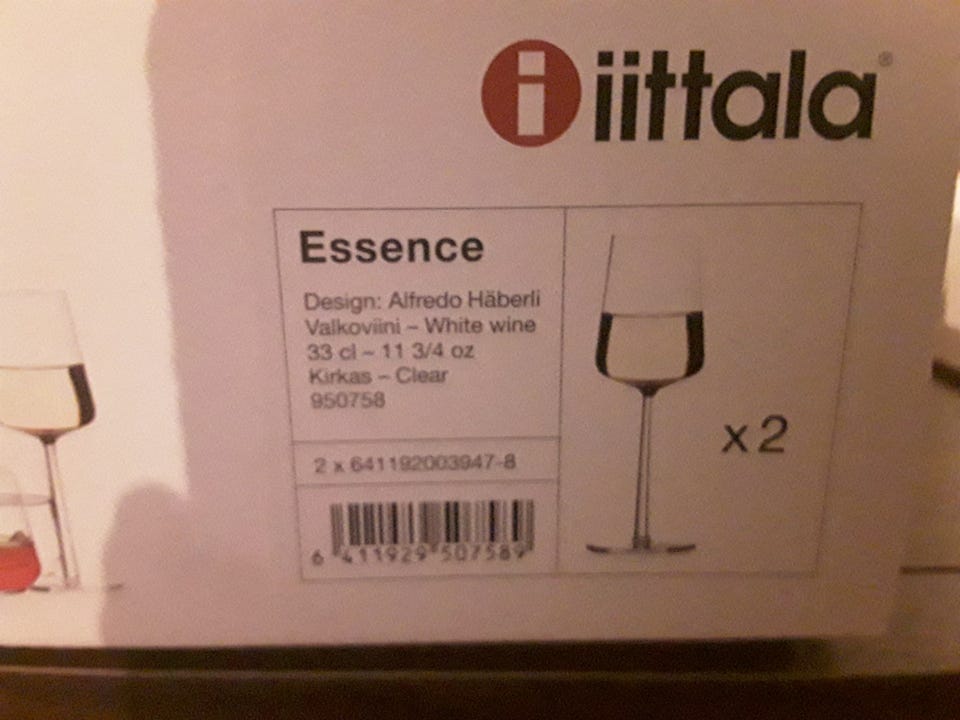 iittala®
Essence
Design: Alfredo Häberli
Valkoviini – White wine
33 cl – 11 3/4 oz
Kirkas – Clear
950758
2 x 641192003947-8
6 411929 507589
x2